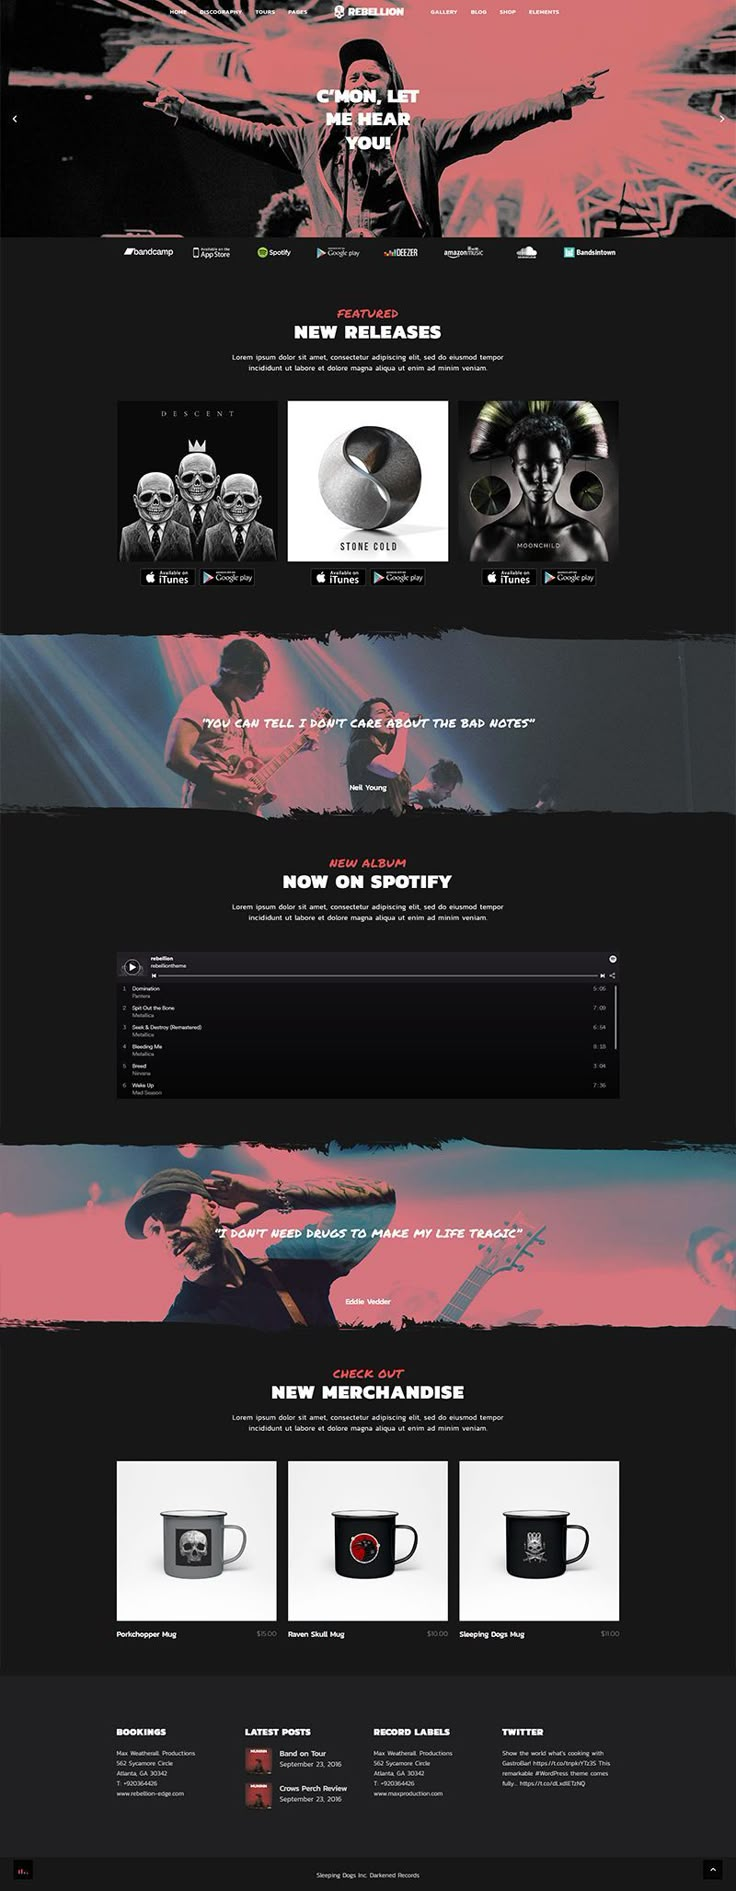 HOME DISCOGRAPHY TOURS PAGES REBELLION GALLERY BLOG SHOP ELEMENTS
C'MON, LET
ME HEAR
YOU!
bandcamp Available on the App Store Spotify Google play DEEZER amazon music Bandsintown
FEATURED
NEW RELEASES
Lorem ipsum dolor sit amet, consectetur adipiscing elit, sed do eiusmod tempor
incididunt ut labore et dolore magna aliqua ut enim ad minim veniam.
DESCENT
STONE COLD
MOONCHILD
Available on iTunes Google play Available on iTunes Google play Available on iTunes Google play
"YOU CAN TELL I DON'T CARE ABOUT THE BAD NOTES"
Neil Young
NEW ALBUM
NOW ON SPOTIFY
Lorem ipsum dolor sit amet, consectetur adipiscing elit, sed do eiusmod tempor
incididunt ut labore et dolore magna aliqua ut enim ad minim veniam.
rebellion
rebelliontheme
1 Domination 5:05
Pantera
2 Spit Out the Bone 7:09
Metallica
3 Seek & Destroy (Remastered) 6:54
Metallica
4 Bleeding Me 8:18
Metallica
5 Breed 3:04
Nirvana
6 Wake Up 7:36
Mad Season
"I DON'T NEED DRUGS TO MAKE MY LIFE TRAGIC"
Eddie Vedder
CHECK OUT
NEW MERCHANDISE
Lorem ipsum dolor sit amet, consectetur adipiscing elit, sed do eiusmod tempor
incididunt ut labore et dolore magna aliqua ut enim ad minim veniam.
Porkchopper Mug $15.00
Raven Skull Mug $10.00
Sleeping Dogs Mug $11.00
BOOKINGS
Max Weatherall. Productions
562 Sycamore Circle
Atlanta, GA 30342
T: +920364426
www.rebellion-edge.com
LATEST POSTS
Band on Tour
September 23, 2016
Crows Perch Review
September 23, 2016
RECORD LABELS
Max Weatherall. Productions
562 Sycamore Circle
Atlanta, GA 30342
T: +920364426
www.maxproduction.com
TWITTER
Show the world what's cooking with
GastroBar! https://t.co/tnpkrYTz3S This
remarkable #WordPress theme comes
fully...
Sleeping Dogs Inc. Darkened Records